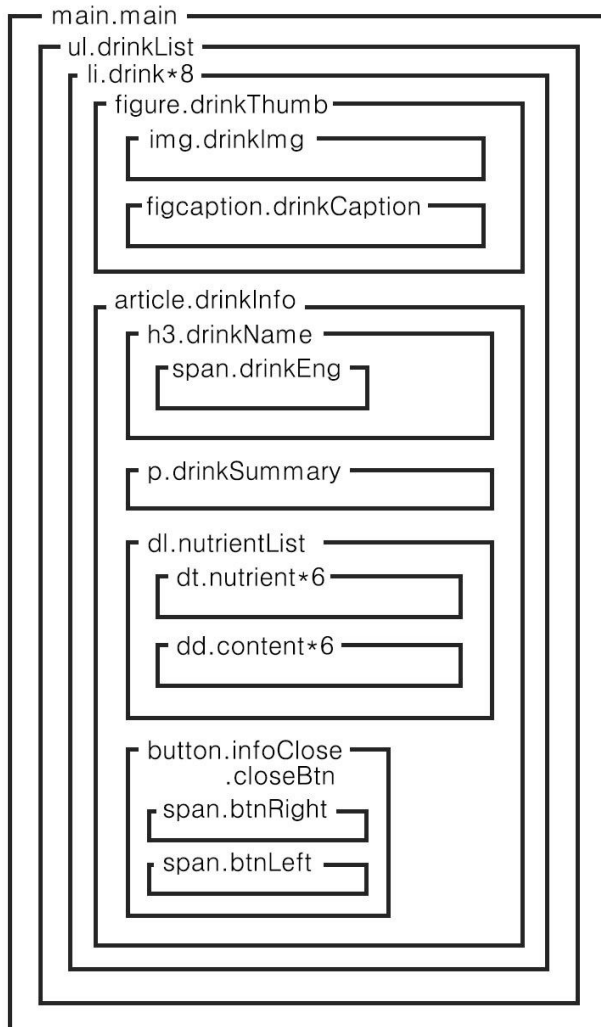 main.main
ul.drinkList
li.drink*8
figure.drinkThumb
img.drinkImg
figcaption.drinkCaption
article.drinkInfo
h3.drinkName
span.drinkEng
p.drinkSummary
dl.nutrientList
dt.nutrient*6
dd.content*6
button.infoClose
.closeBtn
span.btnRight
span.btnLeft